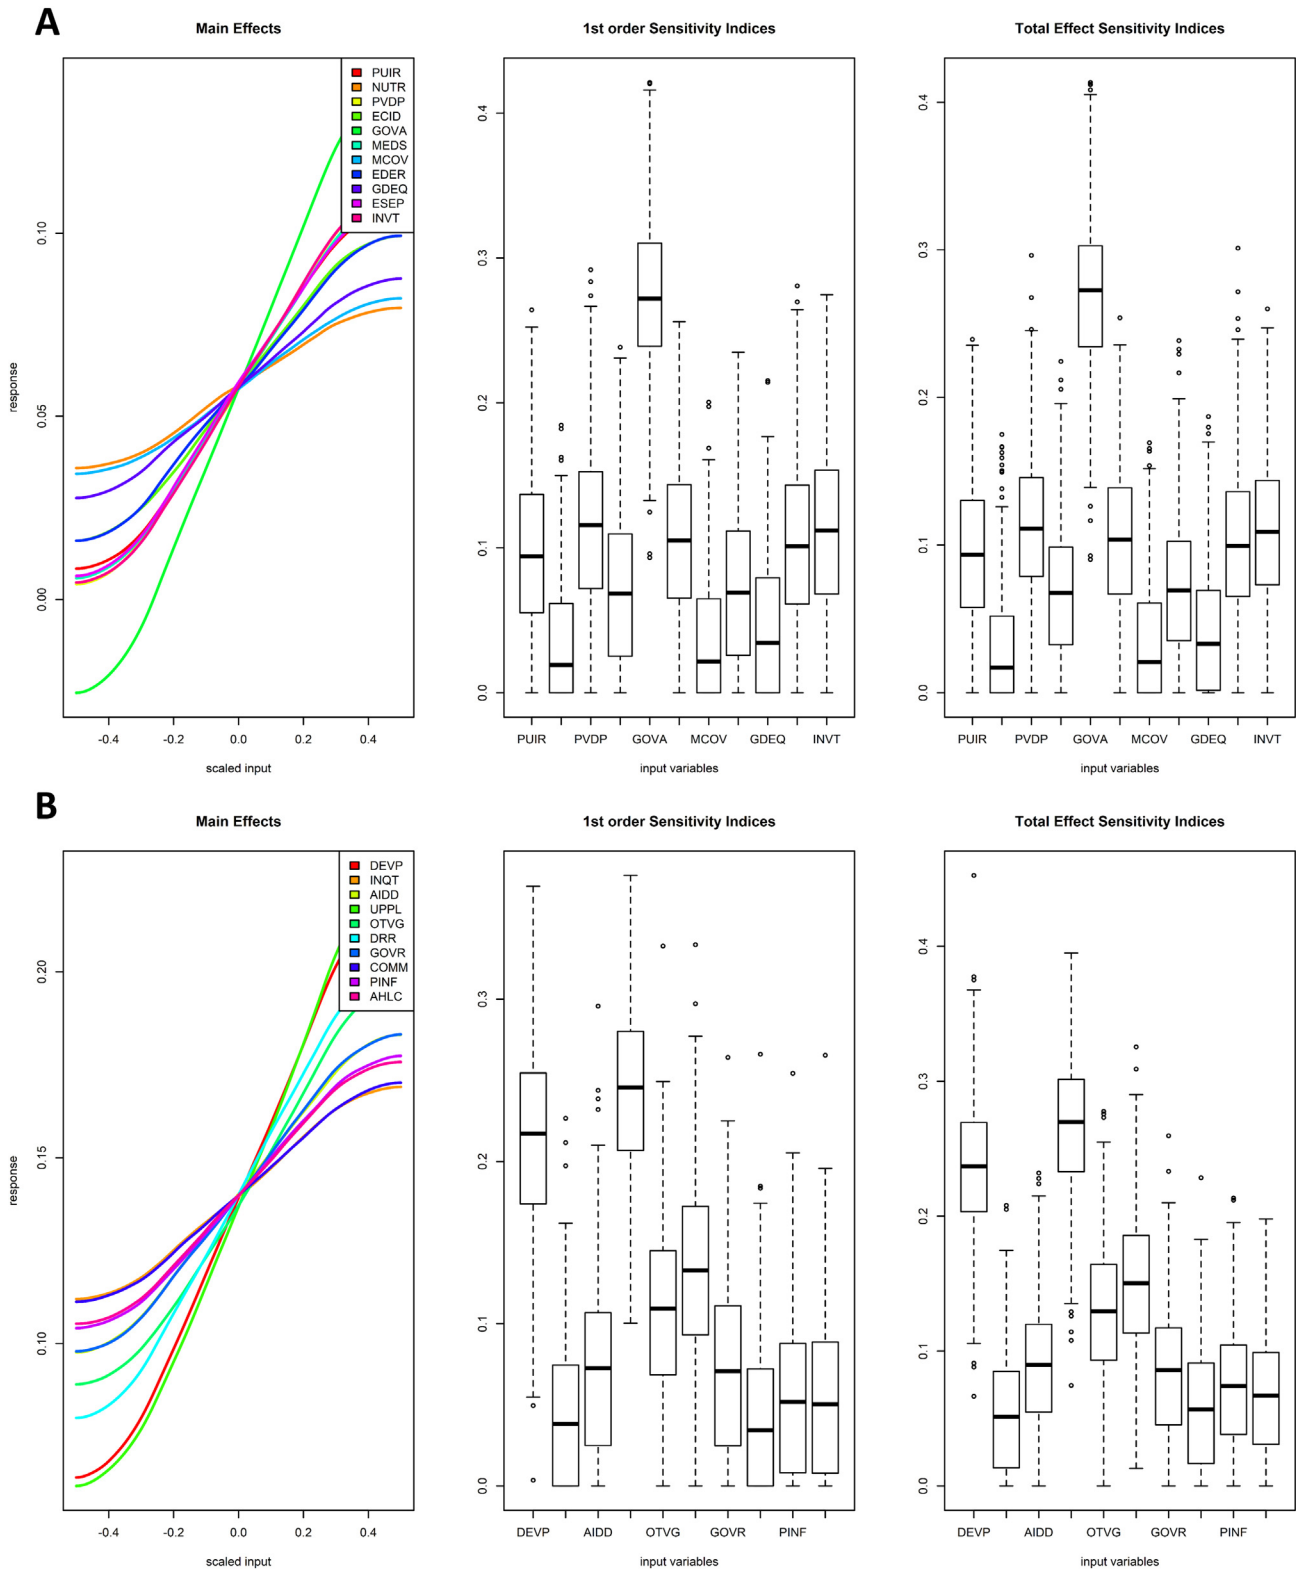 A
Main Effects
1st order Sensitivity Indices
Total Effect Sensitivity Indices
PUIR
NUTR
PVDP
ECID
GOVA
MEDS
MCOV
EDER
GDEQ
ESEP
INVT
response
0.00
0.05
0.10
-0.4 -0.2 0.0 0.2 0.4
scaled input
0.0 0.1 0.2 0.3 0.4
PUIR PVDP GOVA MCOV GDEQ INVT
input variables
0.0 0.1 0.2 0.3 0.4
PUIR PVDP GOVA MCOV GDEQ INVT
input variables
B
Main Effects
1st order Sensitivity Indices
Total Effect Sensitivity Indices
DEVP
INQT
AIDD
UPPL
OTVG
DRR
GOVR
COMM
PINF
AHLC
response
0.10 0.15 0.20
-0.4 -0.2 0.0 0.2 0.4
scaled input
0.0 0.1 0.2 0.3
DEVP AIDD OTVG GOVR PINF
input variables
0.0 0.1 0.2 0.3 0.4
DEVP AIDD OTVG GOVR PINF
input variables